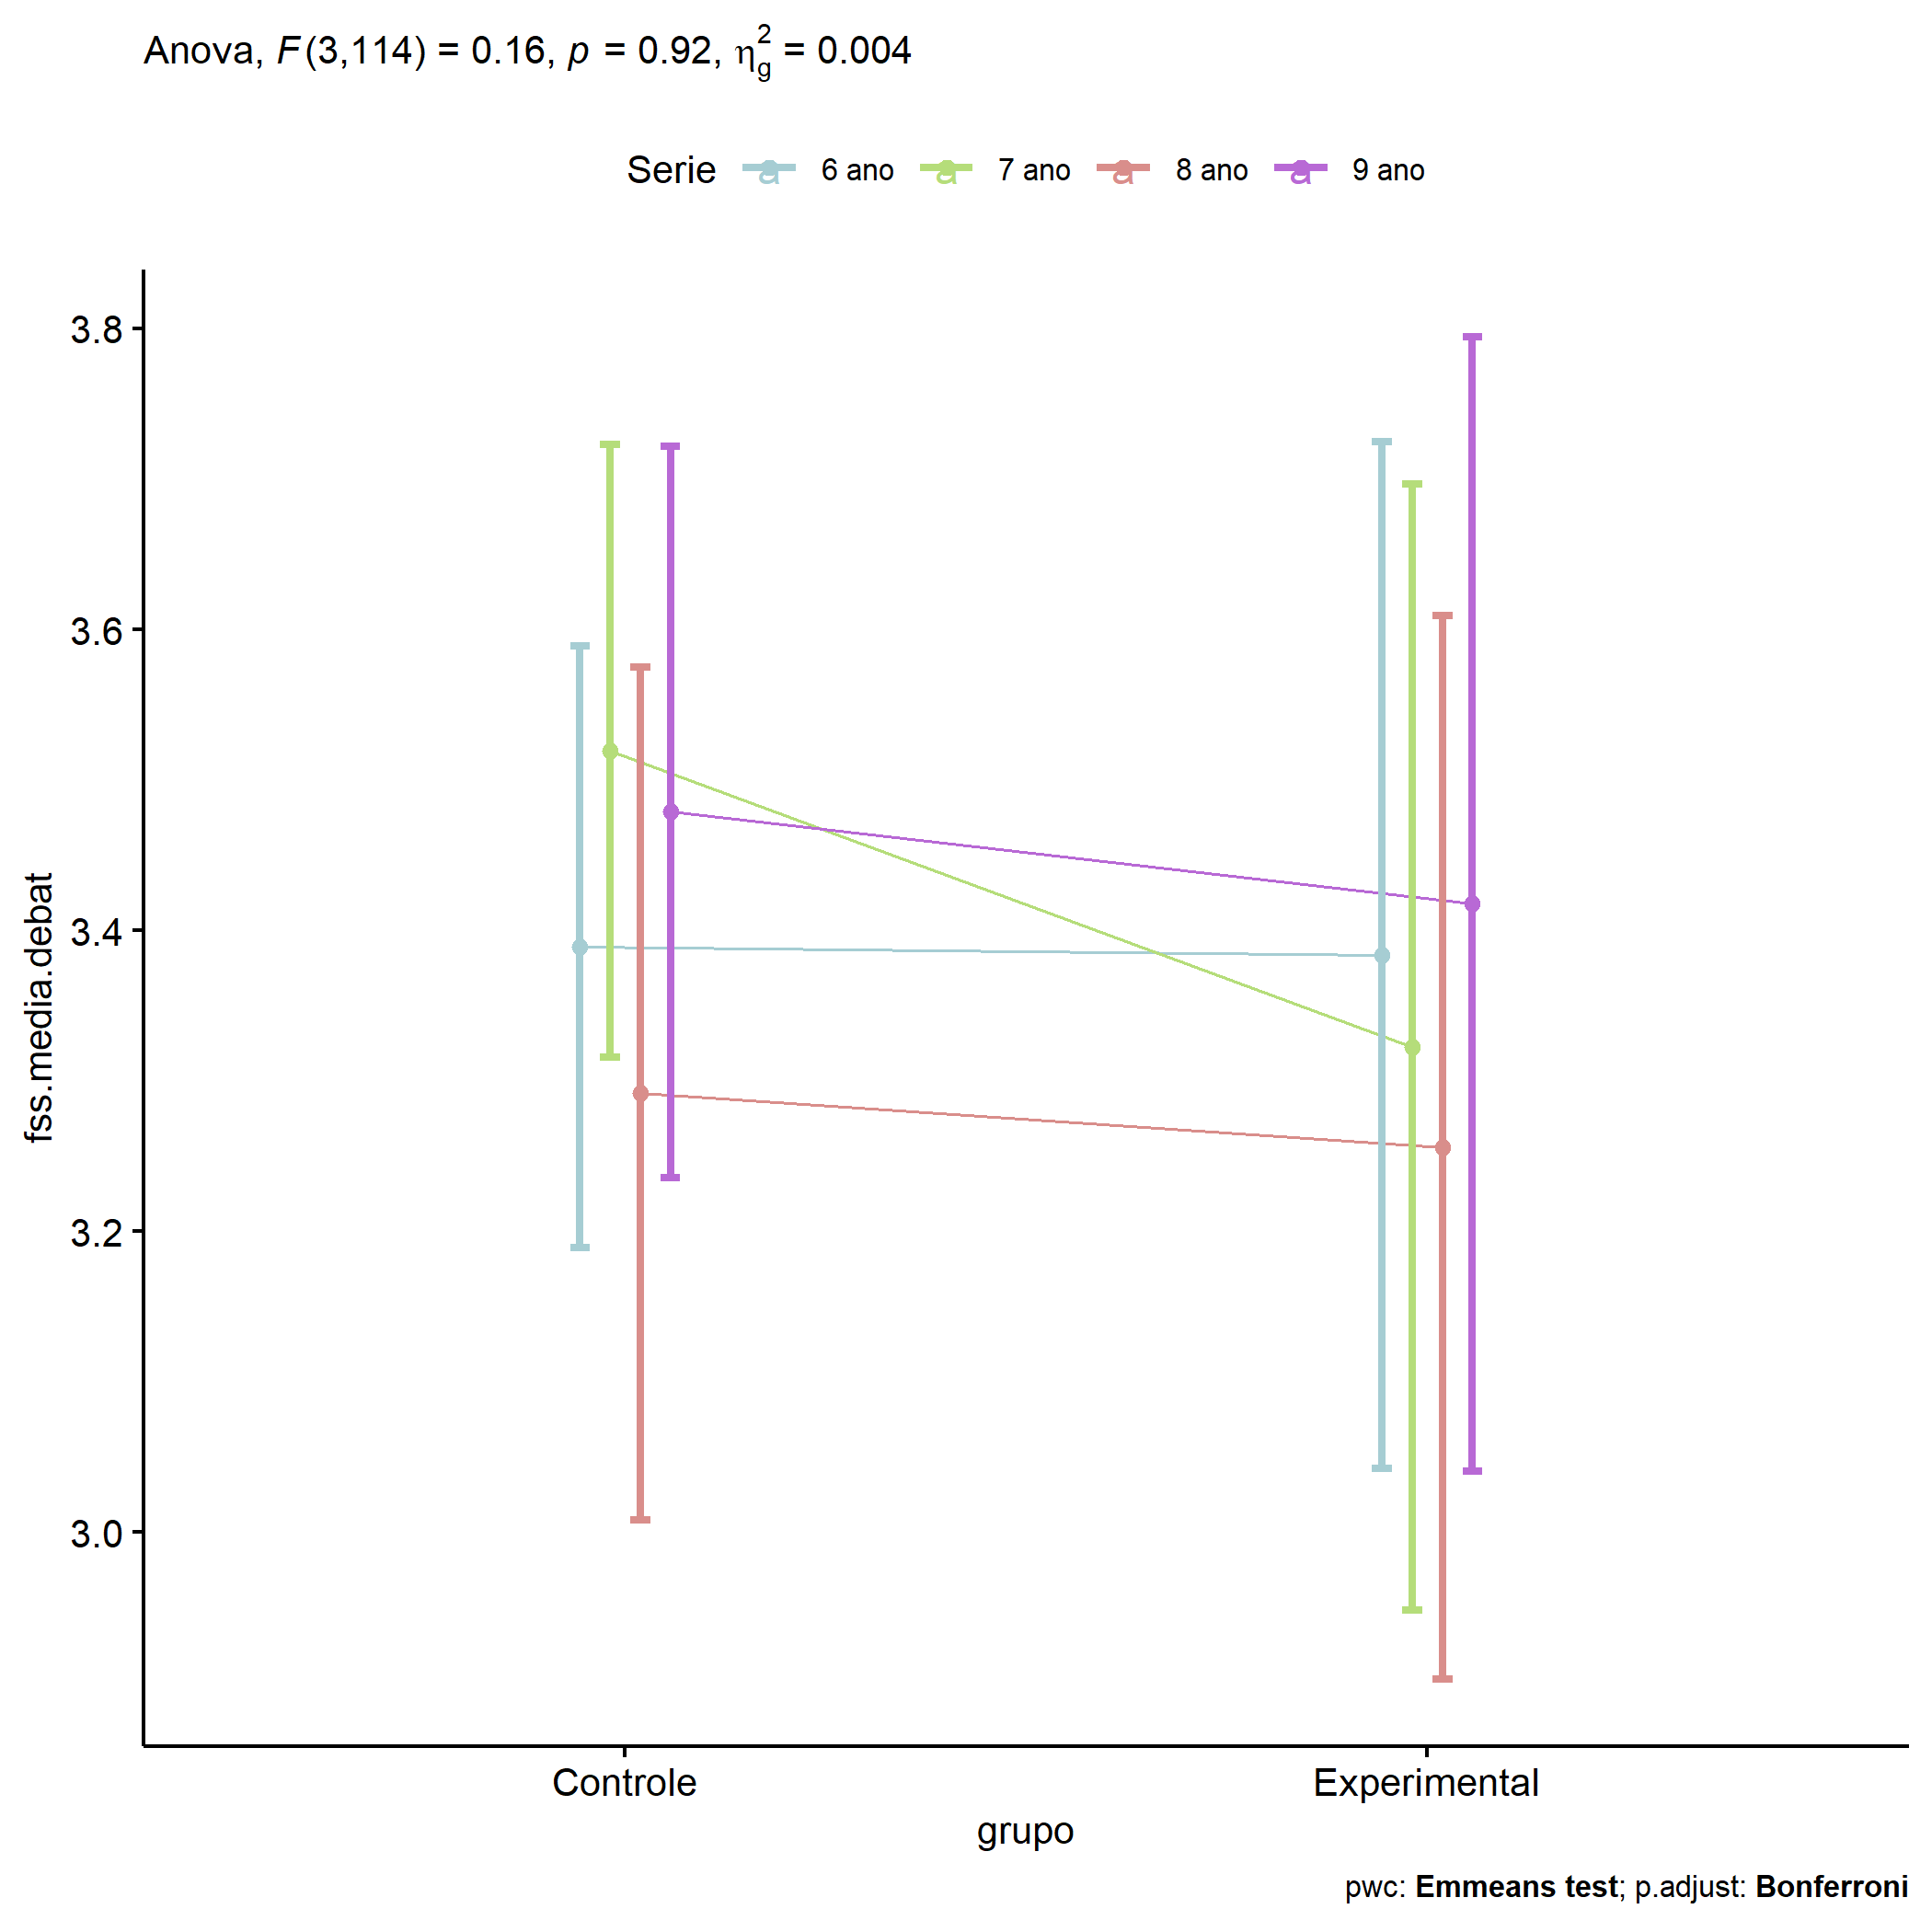 Anova, F(3,114) = 0.16, p = 0.92, η²g = 0.004
Serie a 6 ano a 7 ano a 8 ano a 9 ano
3.8
3.6
3.4
3.2
3.0
fss.media.debat
Controle Experimental
grupo
pwc: Emmeans test; p.adjust: Bonferroni